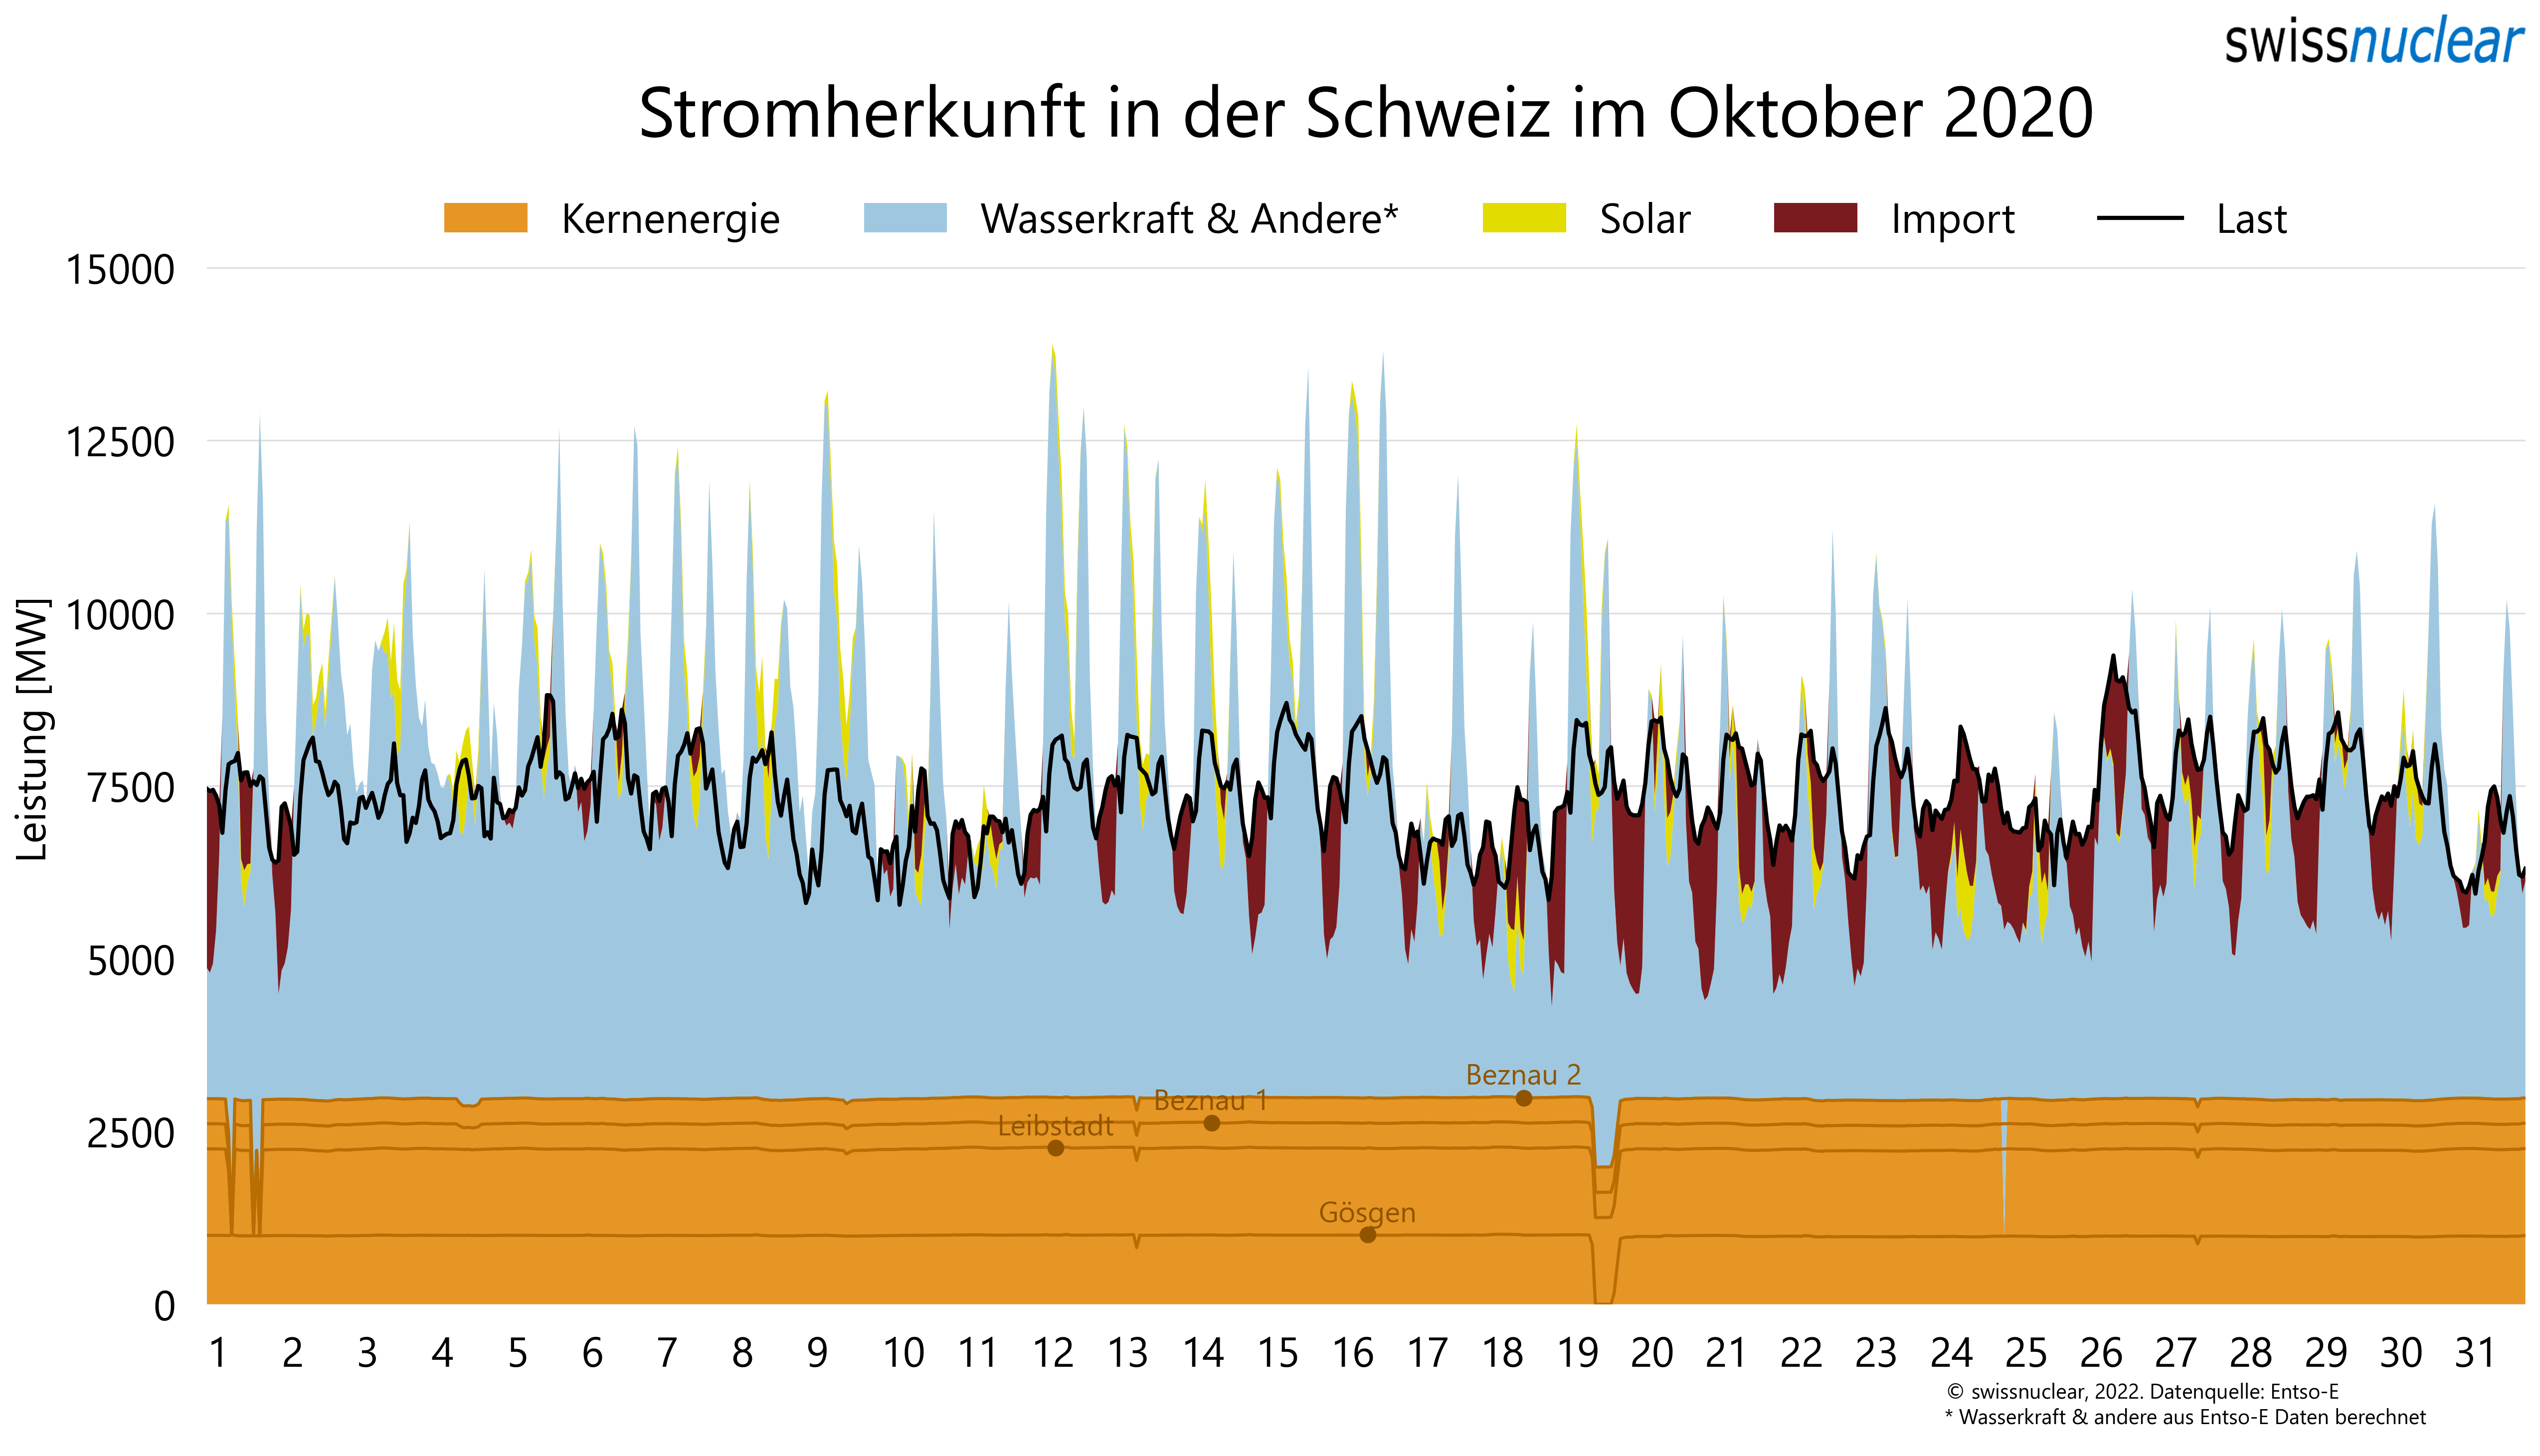 swissnuclear
Stromherkunft in der Schweiz im Oktober 2020
Kernenergie Wasserkraft & Andere* Solar Import Last
Leistung [MW]
15000
12500
10000
7500
5000
2500
0
Beznau 2
Beznau 1
Leibstadt
Gösgen
1 2 3 4 5 6 7 8 9 10 11 12 13 14 15 16 17 18 19 20 21 22 23 24 25 26 27 28 29 30 31
© swissnuclear, 2022. Datenquelle: Entso-E
* Wasserkraft & andere aus Entso-E Daten berechnet